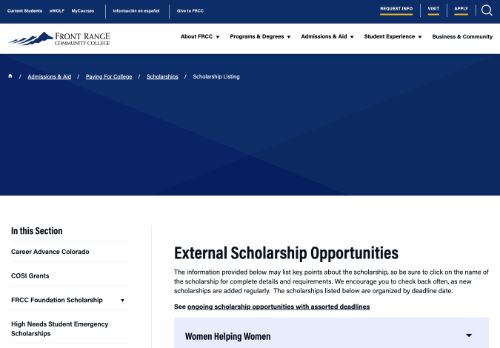 Current Students eWOLF MyCourses Información en español Give to FRCC REQUEST INFO VISIT APPLY
FRONT RANGE
COMMUNITY COLLEGE
About FRCC Programs & Degrees Admissions & Aid Student Experience Business & Community
/ Admissions & Aid / Paying For College / Scholarships / Scholarship Listing
In this Section
Career Advance Colorado
COSI Grants
FRCC Foundation Scholarship
High Needs Student Emergency
Scholarships
External Scholarship Opportunities
The information provided below may list key points about the scholarship, so be sure to click on the name of
the scholarship for complete details and requirements. We encourage you to check back often, as new
scholarships are added regularly. The scholarships listed below are organized by deadline date.
See ongoing scholarship opportunities with assorted deadlines
Women Helping Women